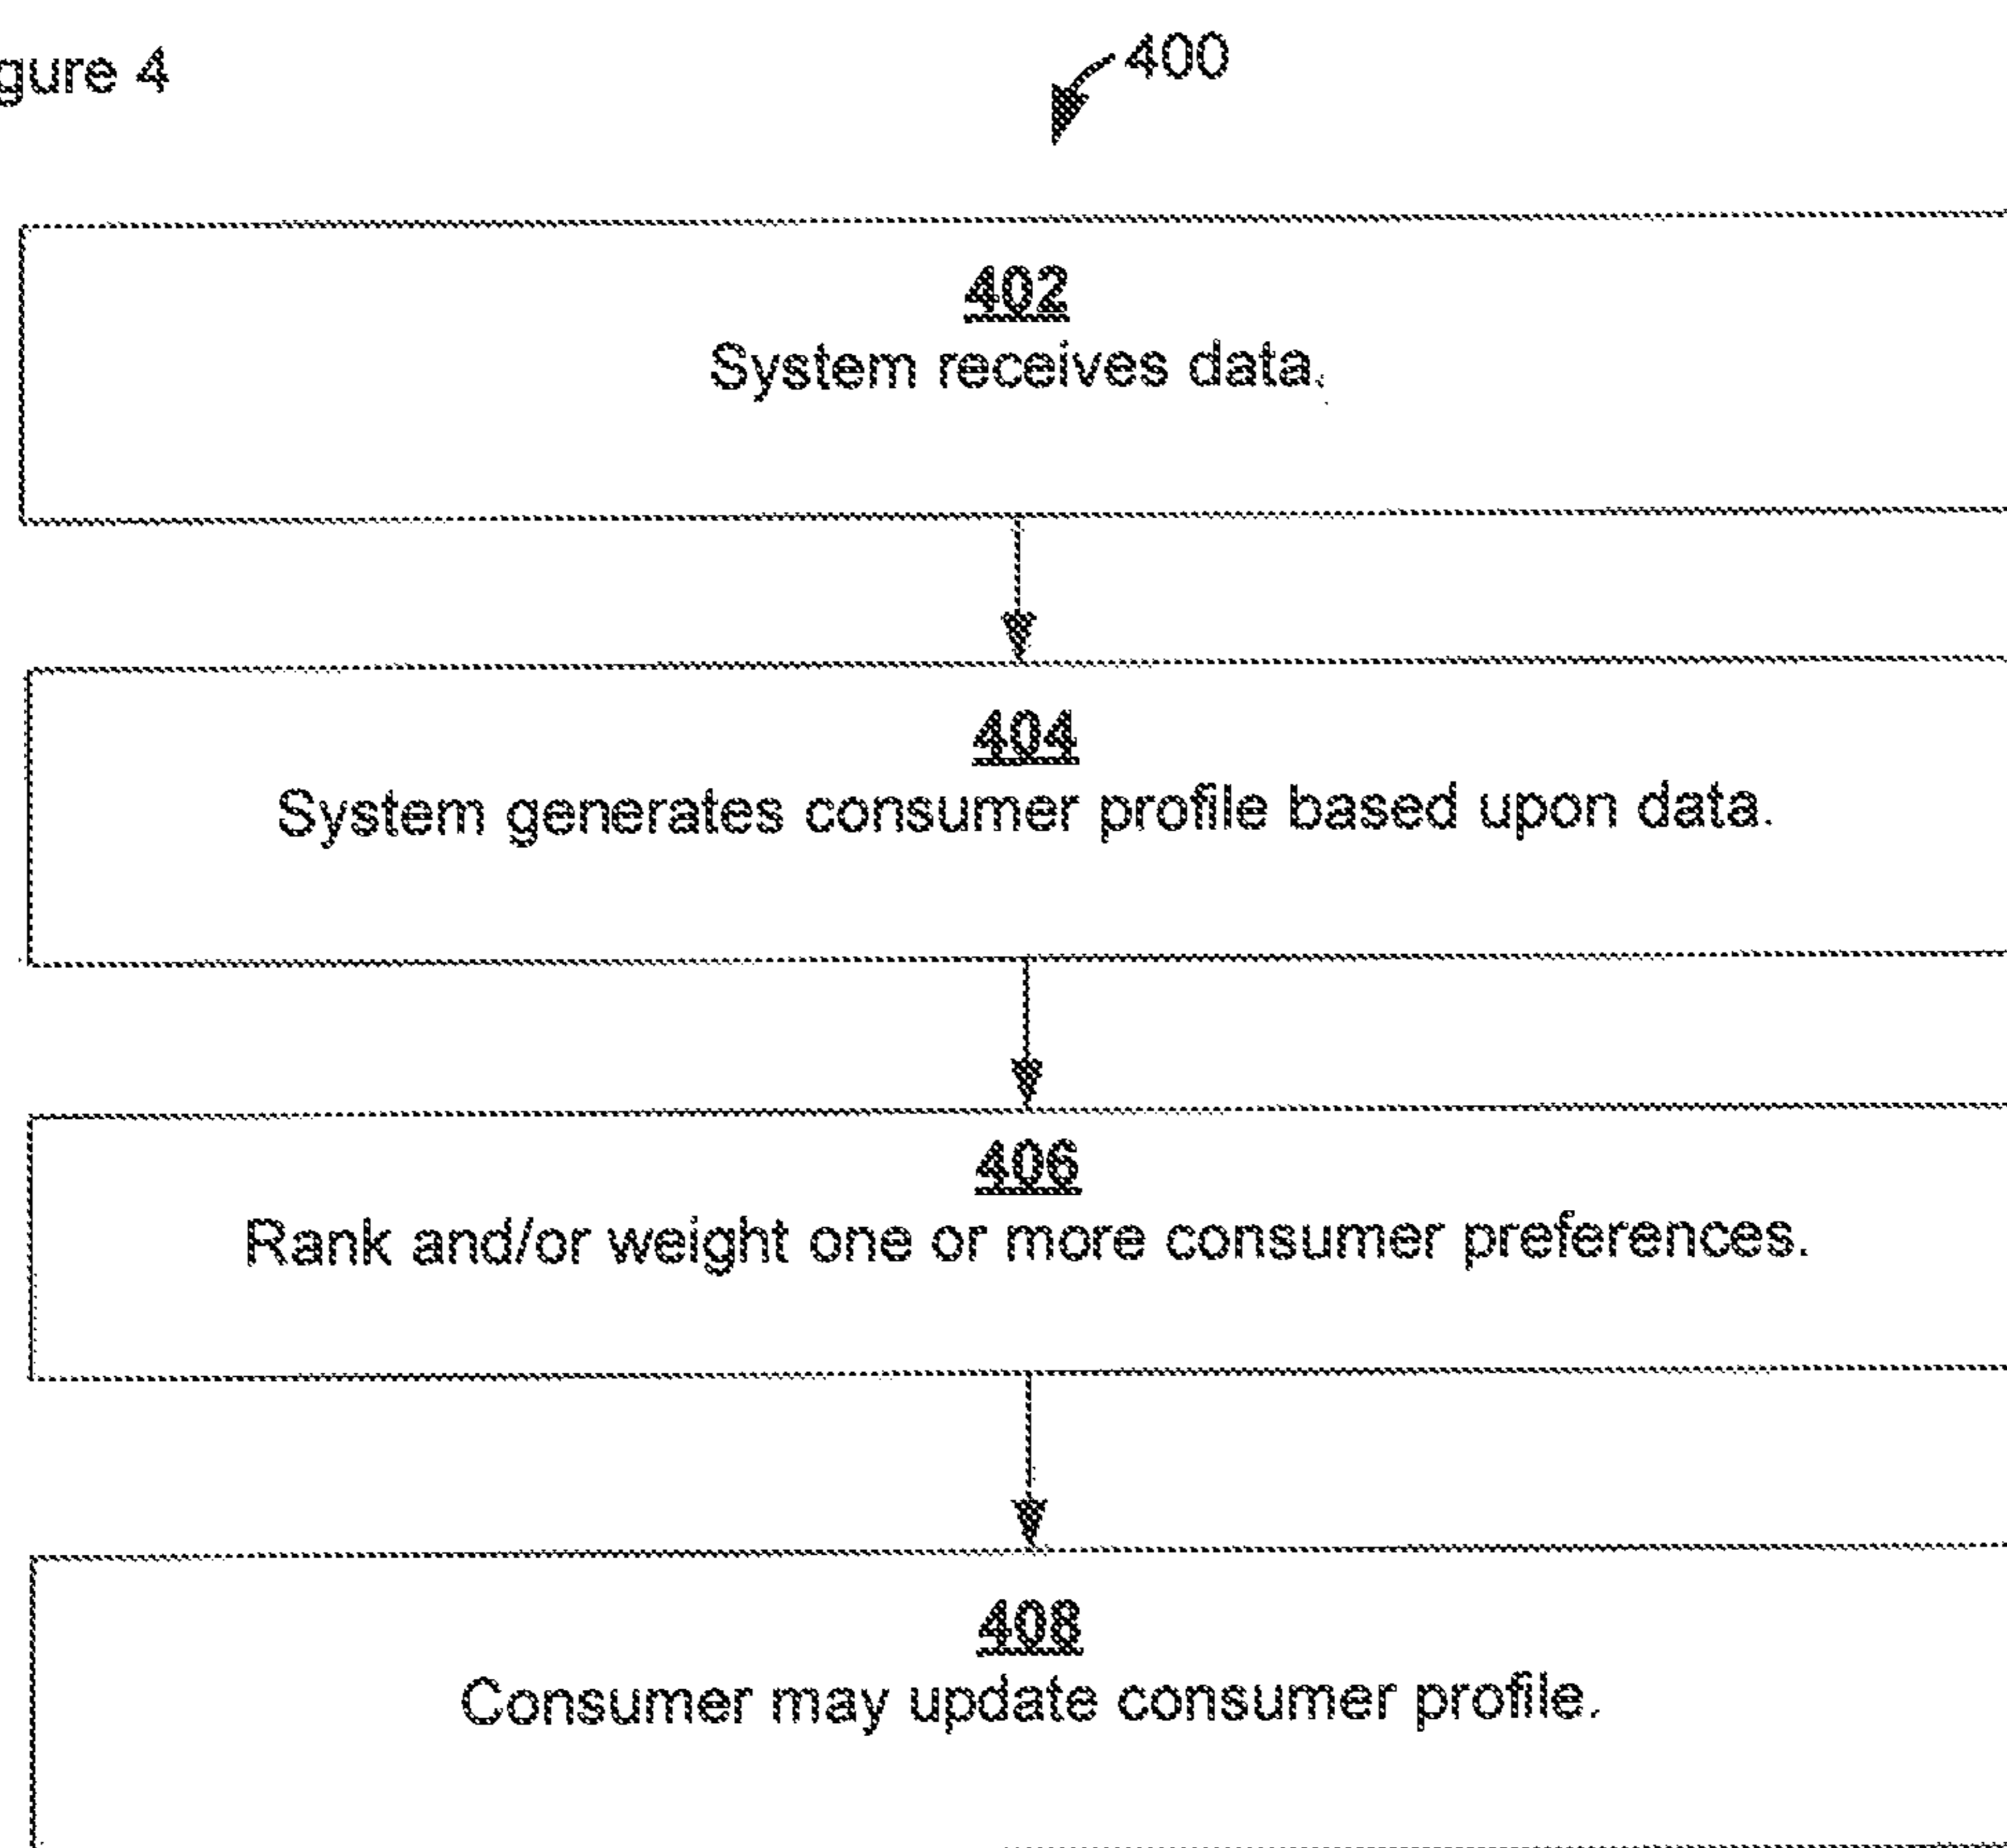 gure 4
400
402
System receives data.
404
System generates consumer profile based upon data.
406
Rank and/or weight one or more consumer preferences.
408
Consumer may update consumer profile.